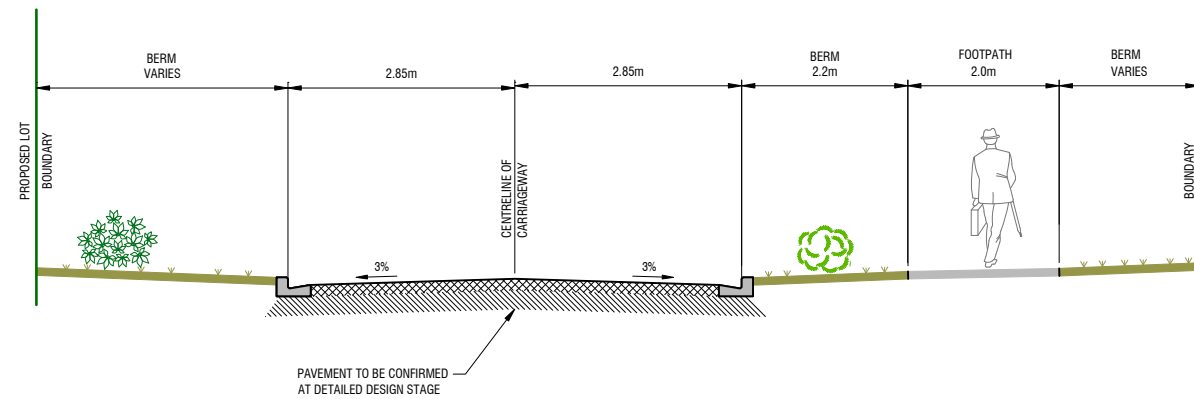 BERM
VARIES
2.85m
2.85m
BERM
2.2m
FOOTPATH
2.0m
BERM
VARIES
PROPOSED LOT
BOUNDARY
CENTRELINE OF
CARRIAGEWAY
BOUNDARY
3%
3%
PAVEMENT TO BE CONFIRMED
AT DETAILED DESIGN STAGE